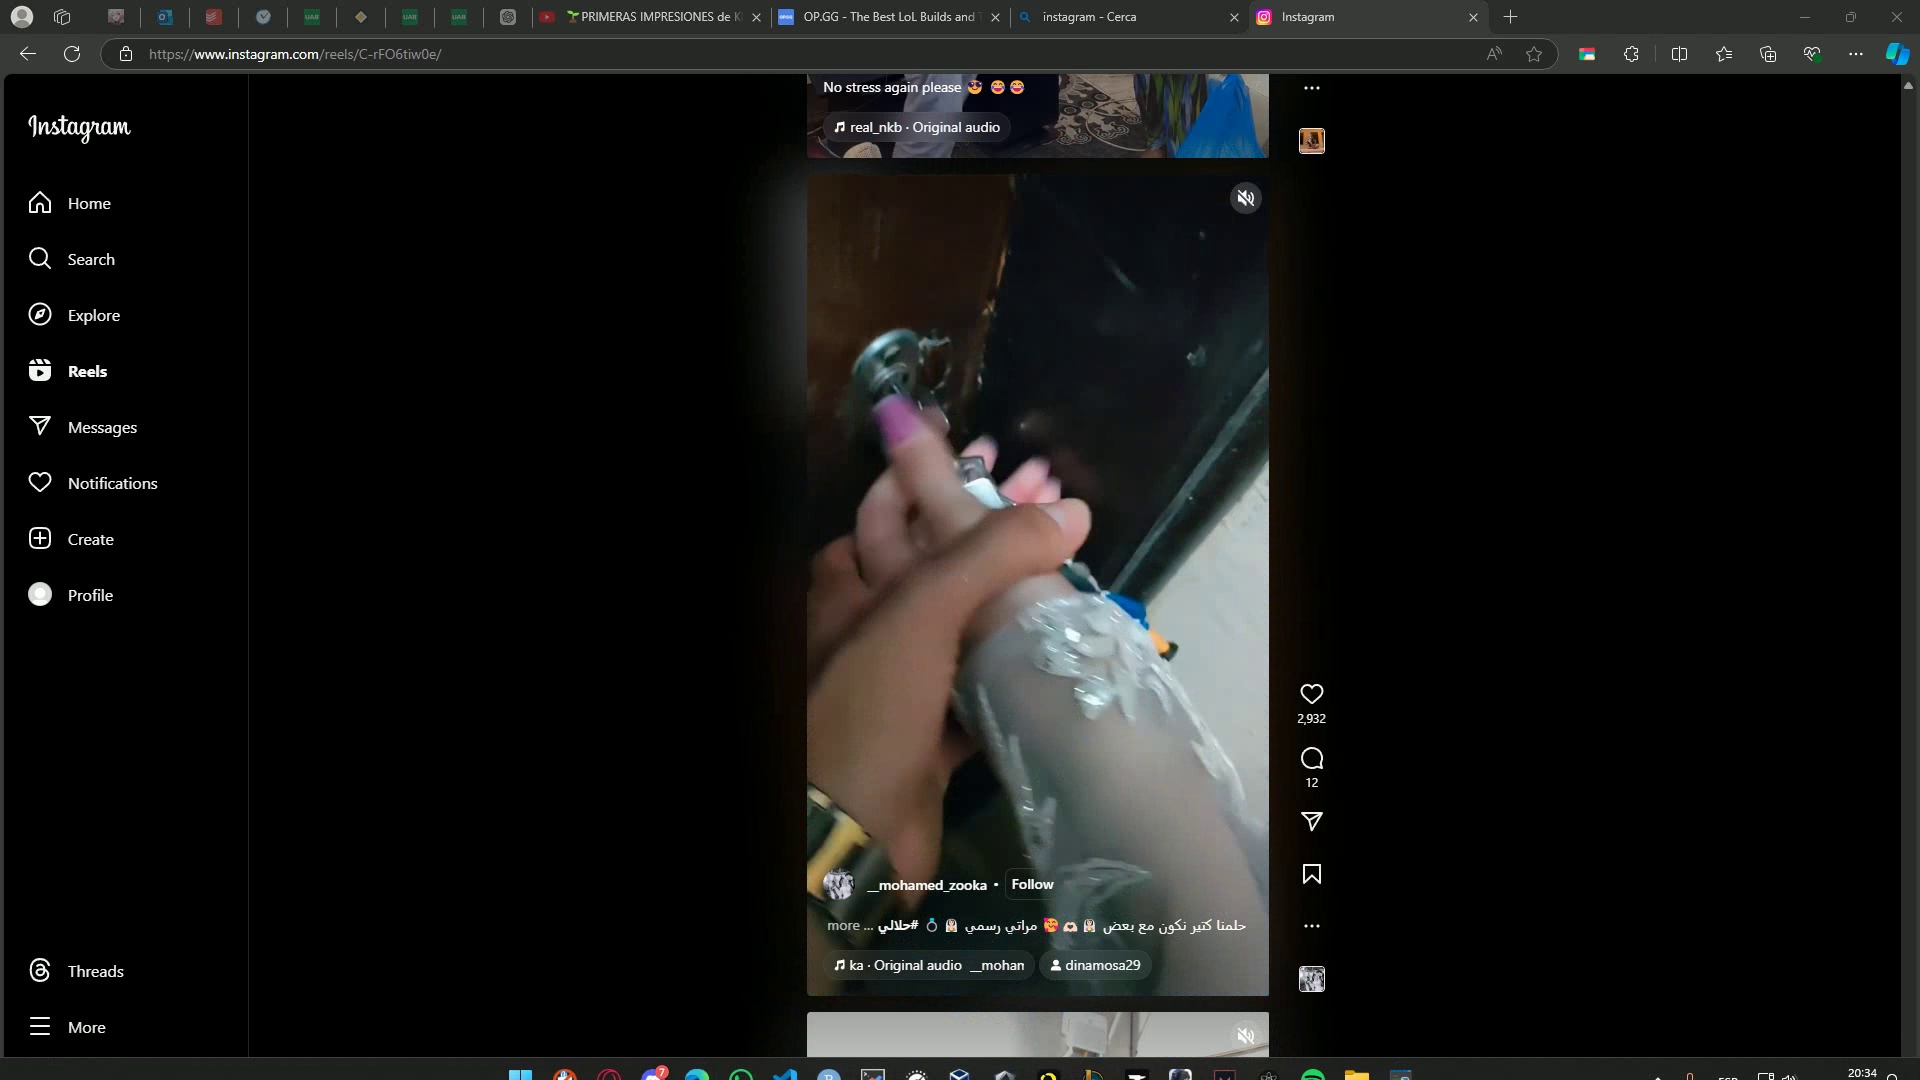 PRIMERAS IMPRESIONES de
OP.GG - The Best LoL Builds and
instagram - Cerca
Instagram
https://www.instagram.com/reels/C-rFO6tiw0e/
Instagram
Home
Search
Explore
Reels
Messages
Notifications
Create
Profile
Threads
More
No stress again please 😎 😂 😂
real_nkb · Original audio
2,932
12
__mohamed_zooka • Follow
حلمنا كتير نكون مع بعض 👰🏻 🫶🏻 🥰 مراتي رسمي 👰🏻 💍 #حلالي ... more
ka · Original audio __mohan
dinamosa29
7
ESP
20:34